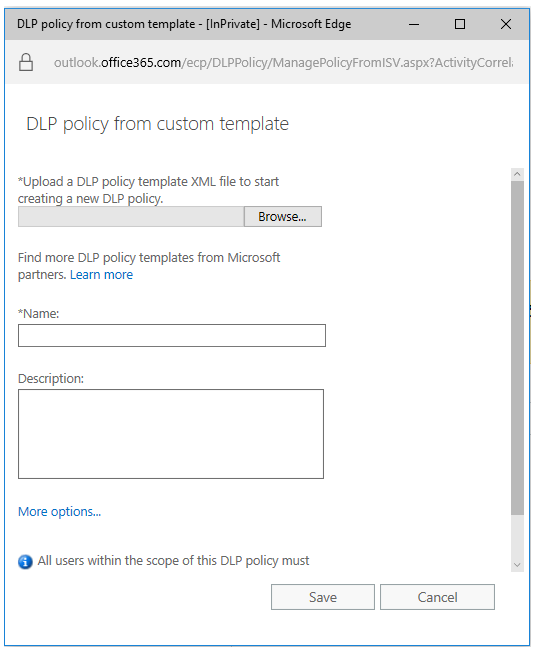 DLP policy from custom template - [InPrivate] - Microsoft Edge
outlook.office365.com/ecp/DLPPolicy/ManagePolicyFromISV.aspx?ActivityCorrela
DLP policy from custom template
*Upload a DLP policy template XML file to start
creating a new DLP policy.
Browse...
Find more DLP policy templates from Microsoft
partners. Learn more
*Name:
Description:
More options...
All users within the scope of this DLP policy must
Save Cancel